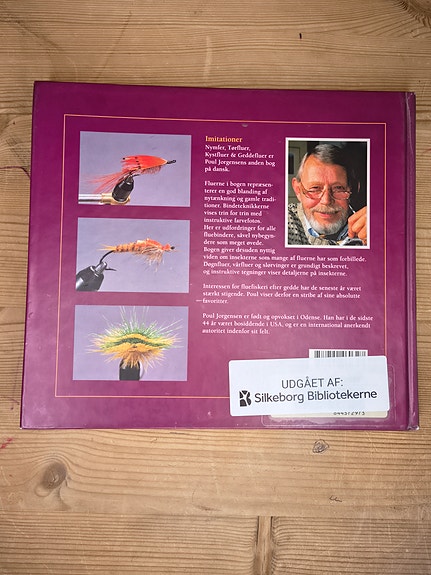 Imitationer
Nymfer, Tørfluer,
Kystfluer & Geddefluer er
Poul Jorgensens anden bog
på dansk.
Fluerne i bogen repræsen-
terer en god blanding af
nytænkning og gamle tradi-
tioner. Bindeteknikkerne
vises trin for trin med
instruktive farvefotos.
Her er udfordringer for alle
fluebindere, såvel nybegyn-
dere som meget øvede.
Bogen giver desuden nyttig
viden om insekterne som mange af fluerne har som forbillede.
Døgnfluer, vårfluer og slørvinger er grundigt beskrevet,
og instruktive tegninger viser detaljerne på insekterne.
Interessen for fluefiskeri efter gedde har de seneste år været
stærkt stigende. Poul viser derfor en stribe af sine absolutte
favoritter.
Poul Jorgensen er født og opvokset i Odense. Han har i de sidste
44 år været bosiddende i USA, og er en international anerkendt
autoritet indenfor sit felt.
UDGÅET AF:
Silkeborg Bibliotekerne